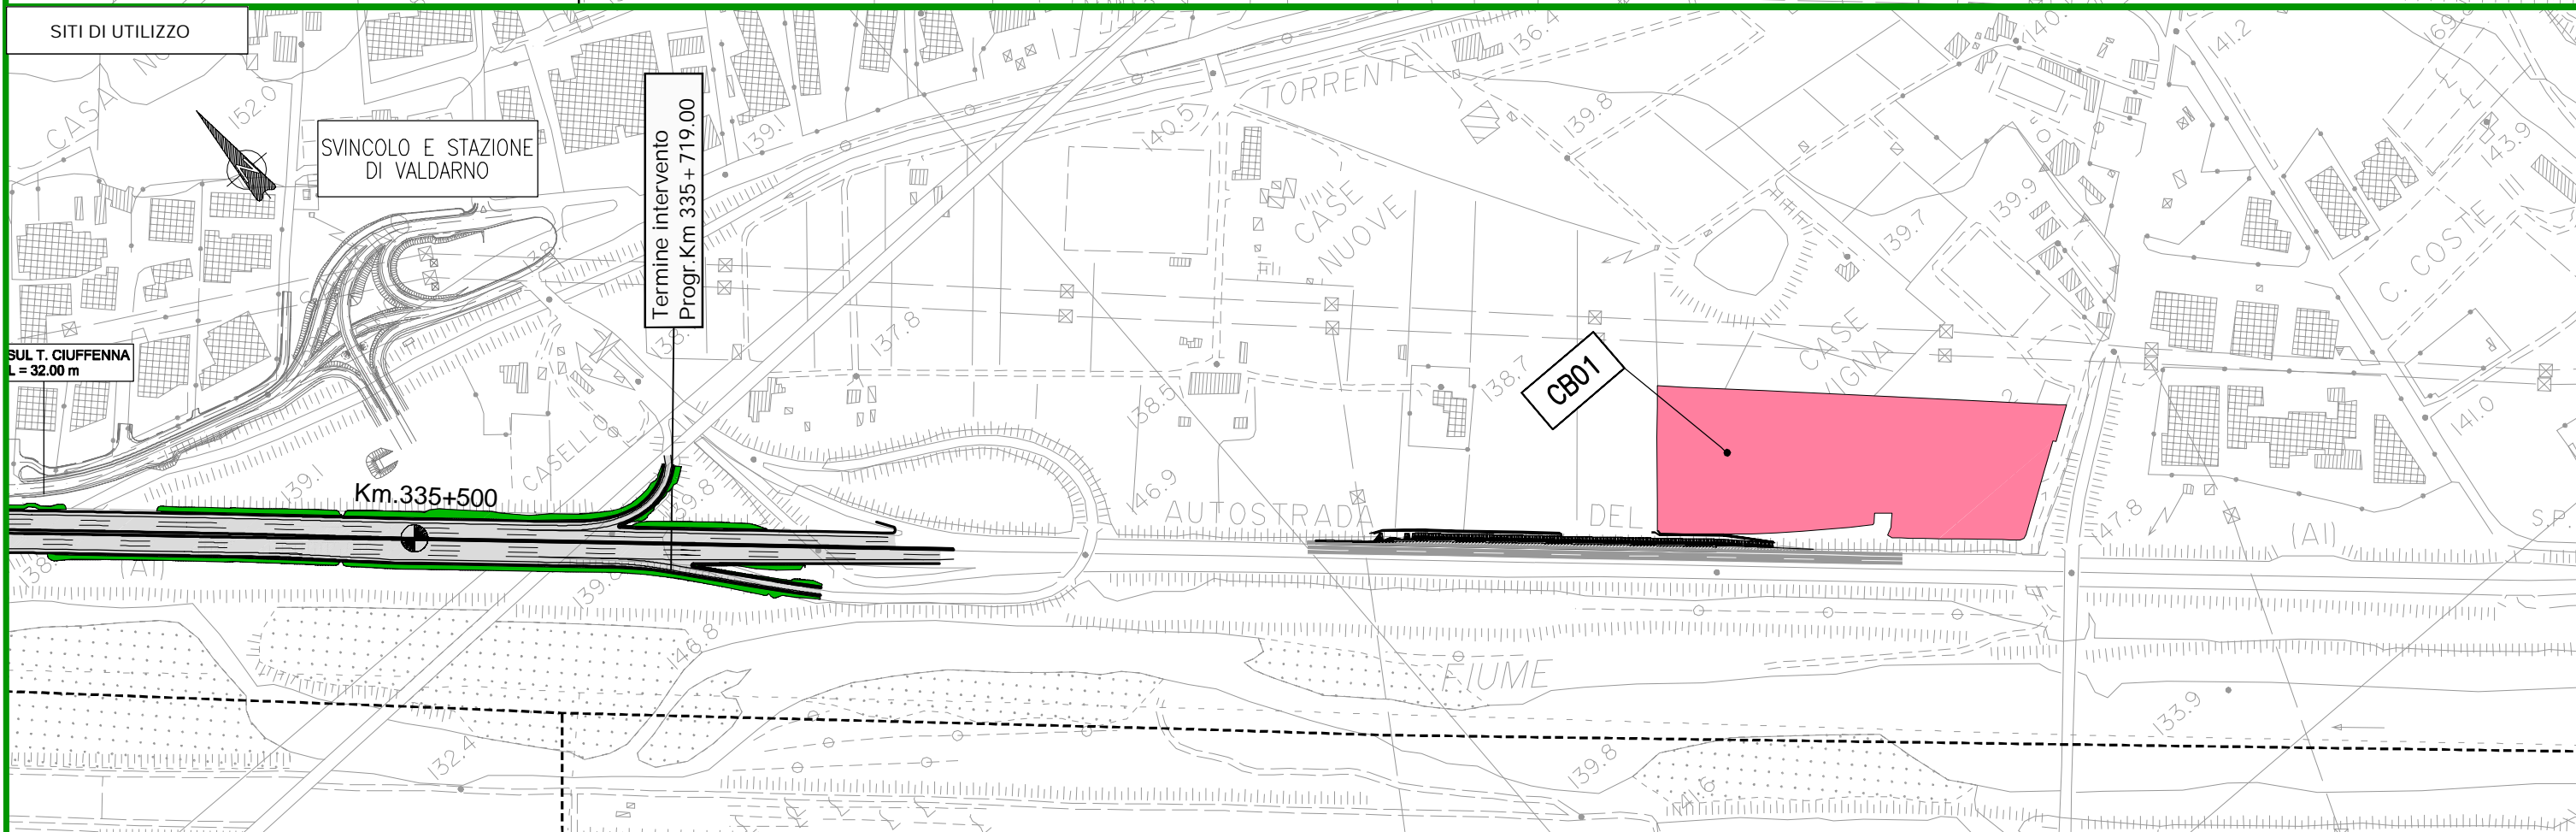 SITI DI UTILIZZO
SVINCOLO E STAZIONE
DI VALDARNO
SUL T. CIUFFENNA
L = 32.00 m
Termine intervento
Progr.Km 335+719.00
Km.335+500
CB01
CASA
152.0
139.1
TORRENTE
136.4
140.5
139.8
141.2
143.9
139.9
139.7
CASE
NUOVE
C. COSTE
137.8
138.5
138.7
CASE
VIGNA
141.0
CASELLO
139.1
139.8
146.9
AUTOSTRADA
DEL
147.8
(A1)
S.P.
(A1)
146.8
FIUME
132.4
139.8
141.6
133.9